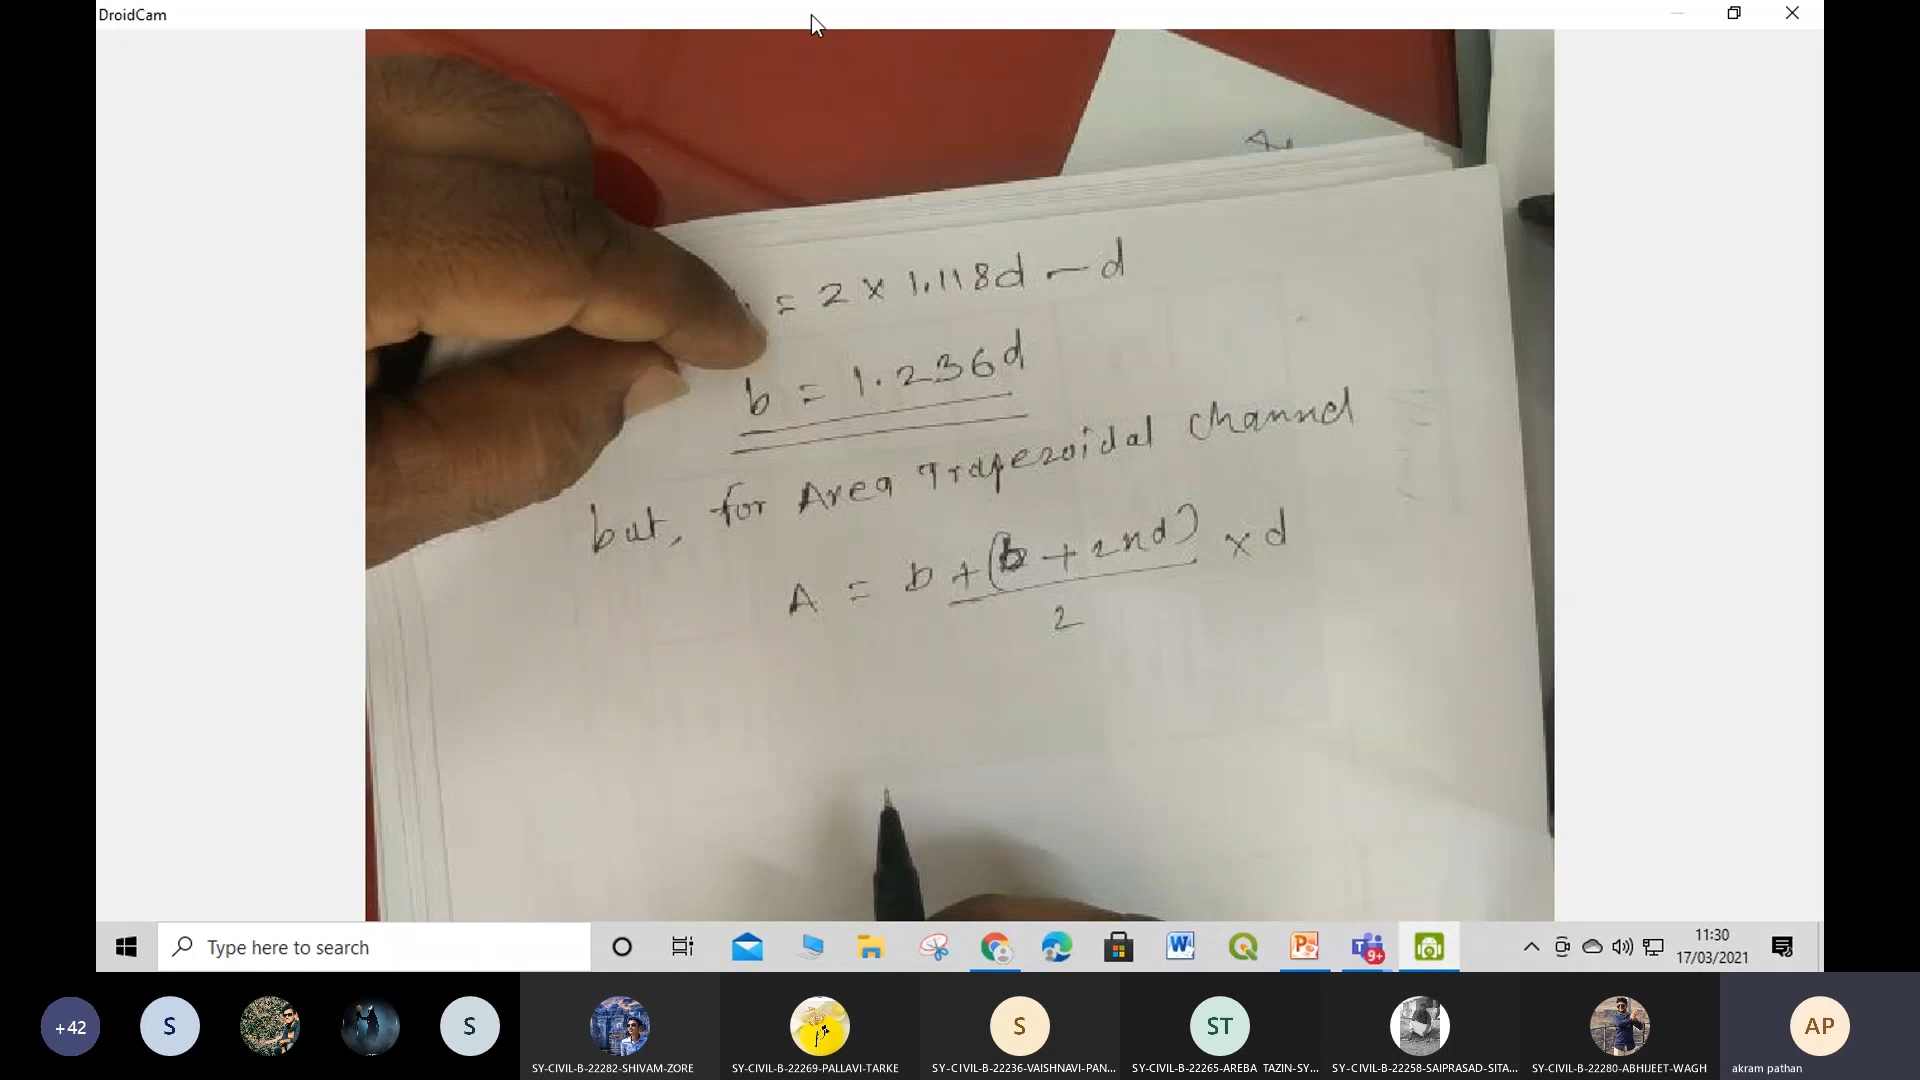 DroidCam
= 2 x 1.118d - d
b = 1.236d
but, for Area Trapezoidal channel
A = b + (b + 2nd) x d
2
Type here to search
11:30
17/03/2021
9+
+42
S
S
S
ST
AP
SY-CIVIL-B-22282-SHIVAM-ZORE
SY-CIVIL-B-22269-PALLAVI-TARKE
SY-CIVIL-B-22236-VAISHNAVI-PAN...
SY-CIVIL-B-22265-AREBA TAZIN-SY...
SY-CIVIL-B-22258-SAIPRASAD-SITA...
SY-CIVIL-B-22280-ABHIJEET-WAGH
akram pathan